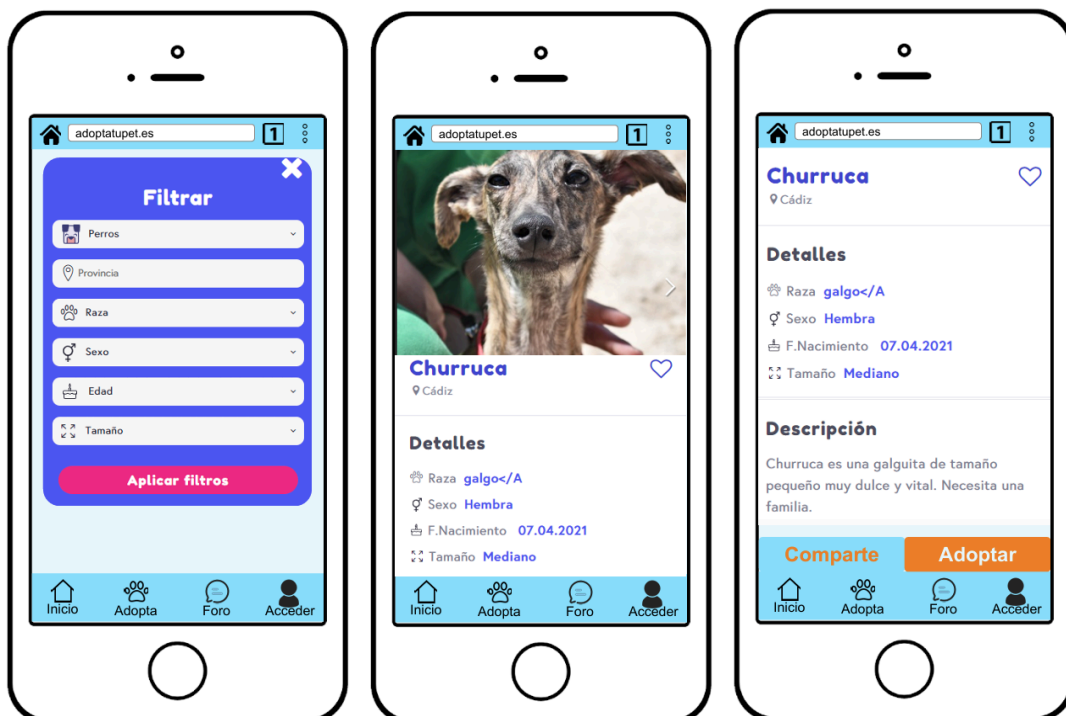 adoptatupet.es
1
Filtrar
Perros
Provincia
Raza
Sexo
Edad
Tamaño
Aplicar filtros
Inicio
Adopta
Foro
Acceder
adoptatupet.es
1
Churruca
Cádiz
Detalles
Raza galgo</A
Sexo Hembra
F.Nacimiento 07.04.2021
Tamaño Mediano
Inicio
Adopta
Foro
Acceder
adoptatupet.es
1
Churruca
Cádiz
Detalles
Raza galgo</A
Sexo Hembra
F.Nacimiento 07.04.2021
Tamaño Mediano
Descripción
Churruca es una galguita de tamaño
pequeño muy dulce y vital. Necesita una
familia.
Comparte
Adoptar
Inicio
Adopta
Foro
Acceder